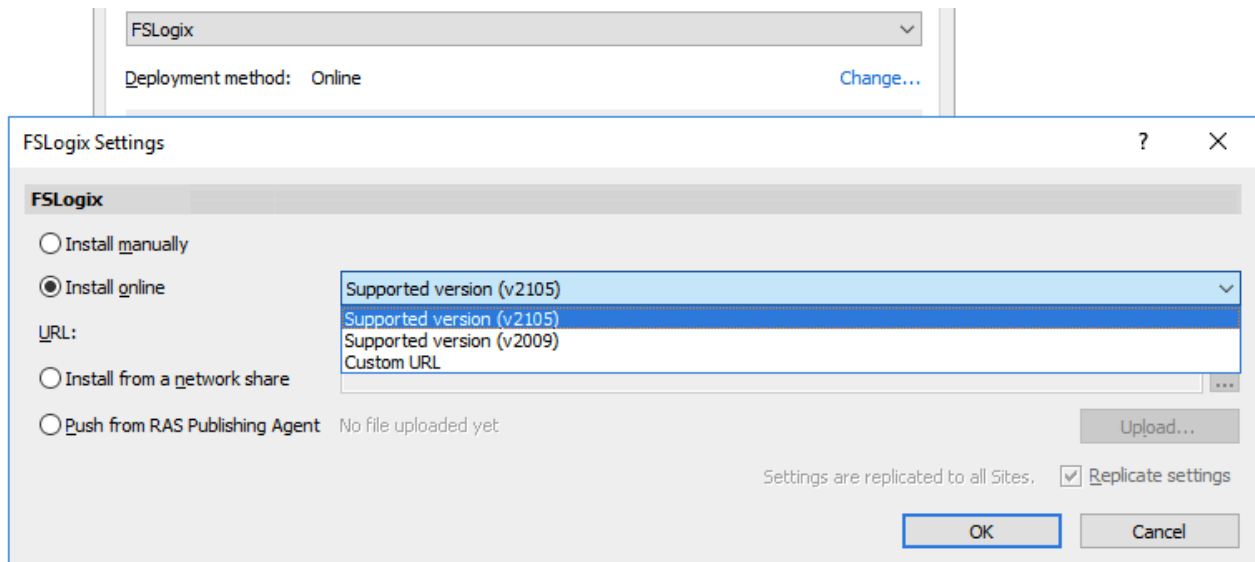 FSLogix
Deployment method: Online Change...
FSLogix Settings ?
FSLogix
Install manually
Install online Supported version (v2105)
Supported version (v2105)
URL: Supported version (v2009)
Custom URL
Install from a network share ...
Push from RAS Publishing Agent No file uploaded yet Upload...
Settings are replicated to all Sites. Replicate settings
OK Cancel